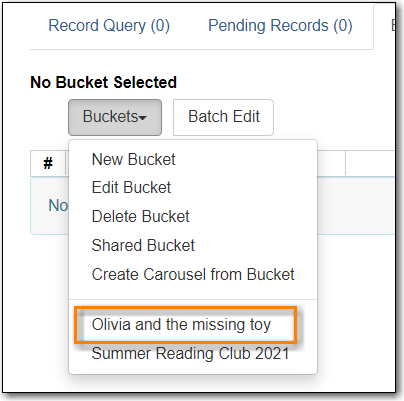 Record Query (0) Pending Records (0)
No Bucket Selected
Buckets Batch Edit
#
No
New Bucket
Edit Bucket
Delete Bucket
Shared Bucket
Create Carousel from Bucket
Olivia and the missing toy
Summer Reading Club 2021